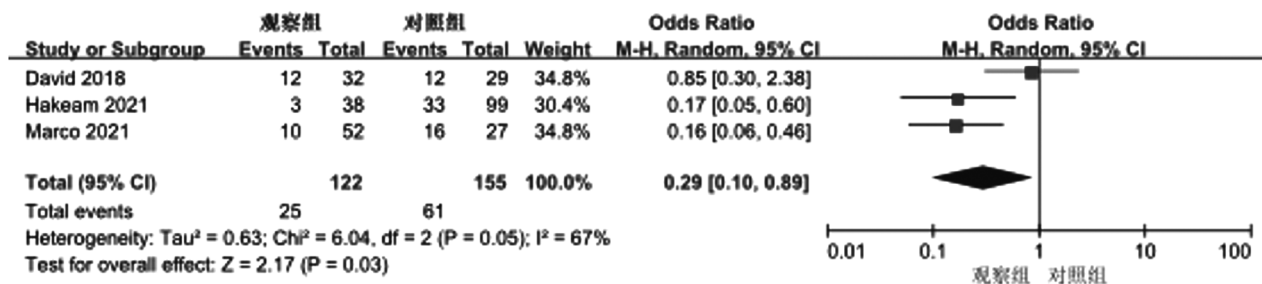 观察组 对照组 Odds Ratio Odds Ratio
Study or Subgroup Events Total Events Total Weight M-H, Random, 95% CI M-H, Random, 95% CI
David 2018 12 32 12 29 34.8% 0.85 [0.30, 2.38]
Hakeam 2021 3 38 33 99 30.4% 0.17 [0.05, 0.60]
Marco 2021 10 52 16 27 34.8% 0.16 [0.06, 0.46]
Total (95% CI) 122 155 100.0% 0.29 [0.10, 0.89]
Total events 25 61
Heterogeneity: Tau² = 0.63; Chi² = 6.04, df = 2 (P = 0.05); I² = 67%
Test for overall effect: Z = 2.17 (P = 0.03)
0.01 0.1 1 10 100
观察组 对照组